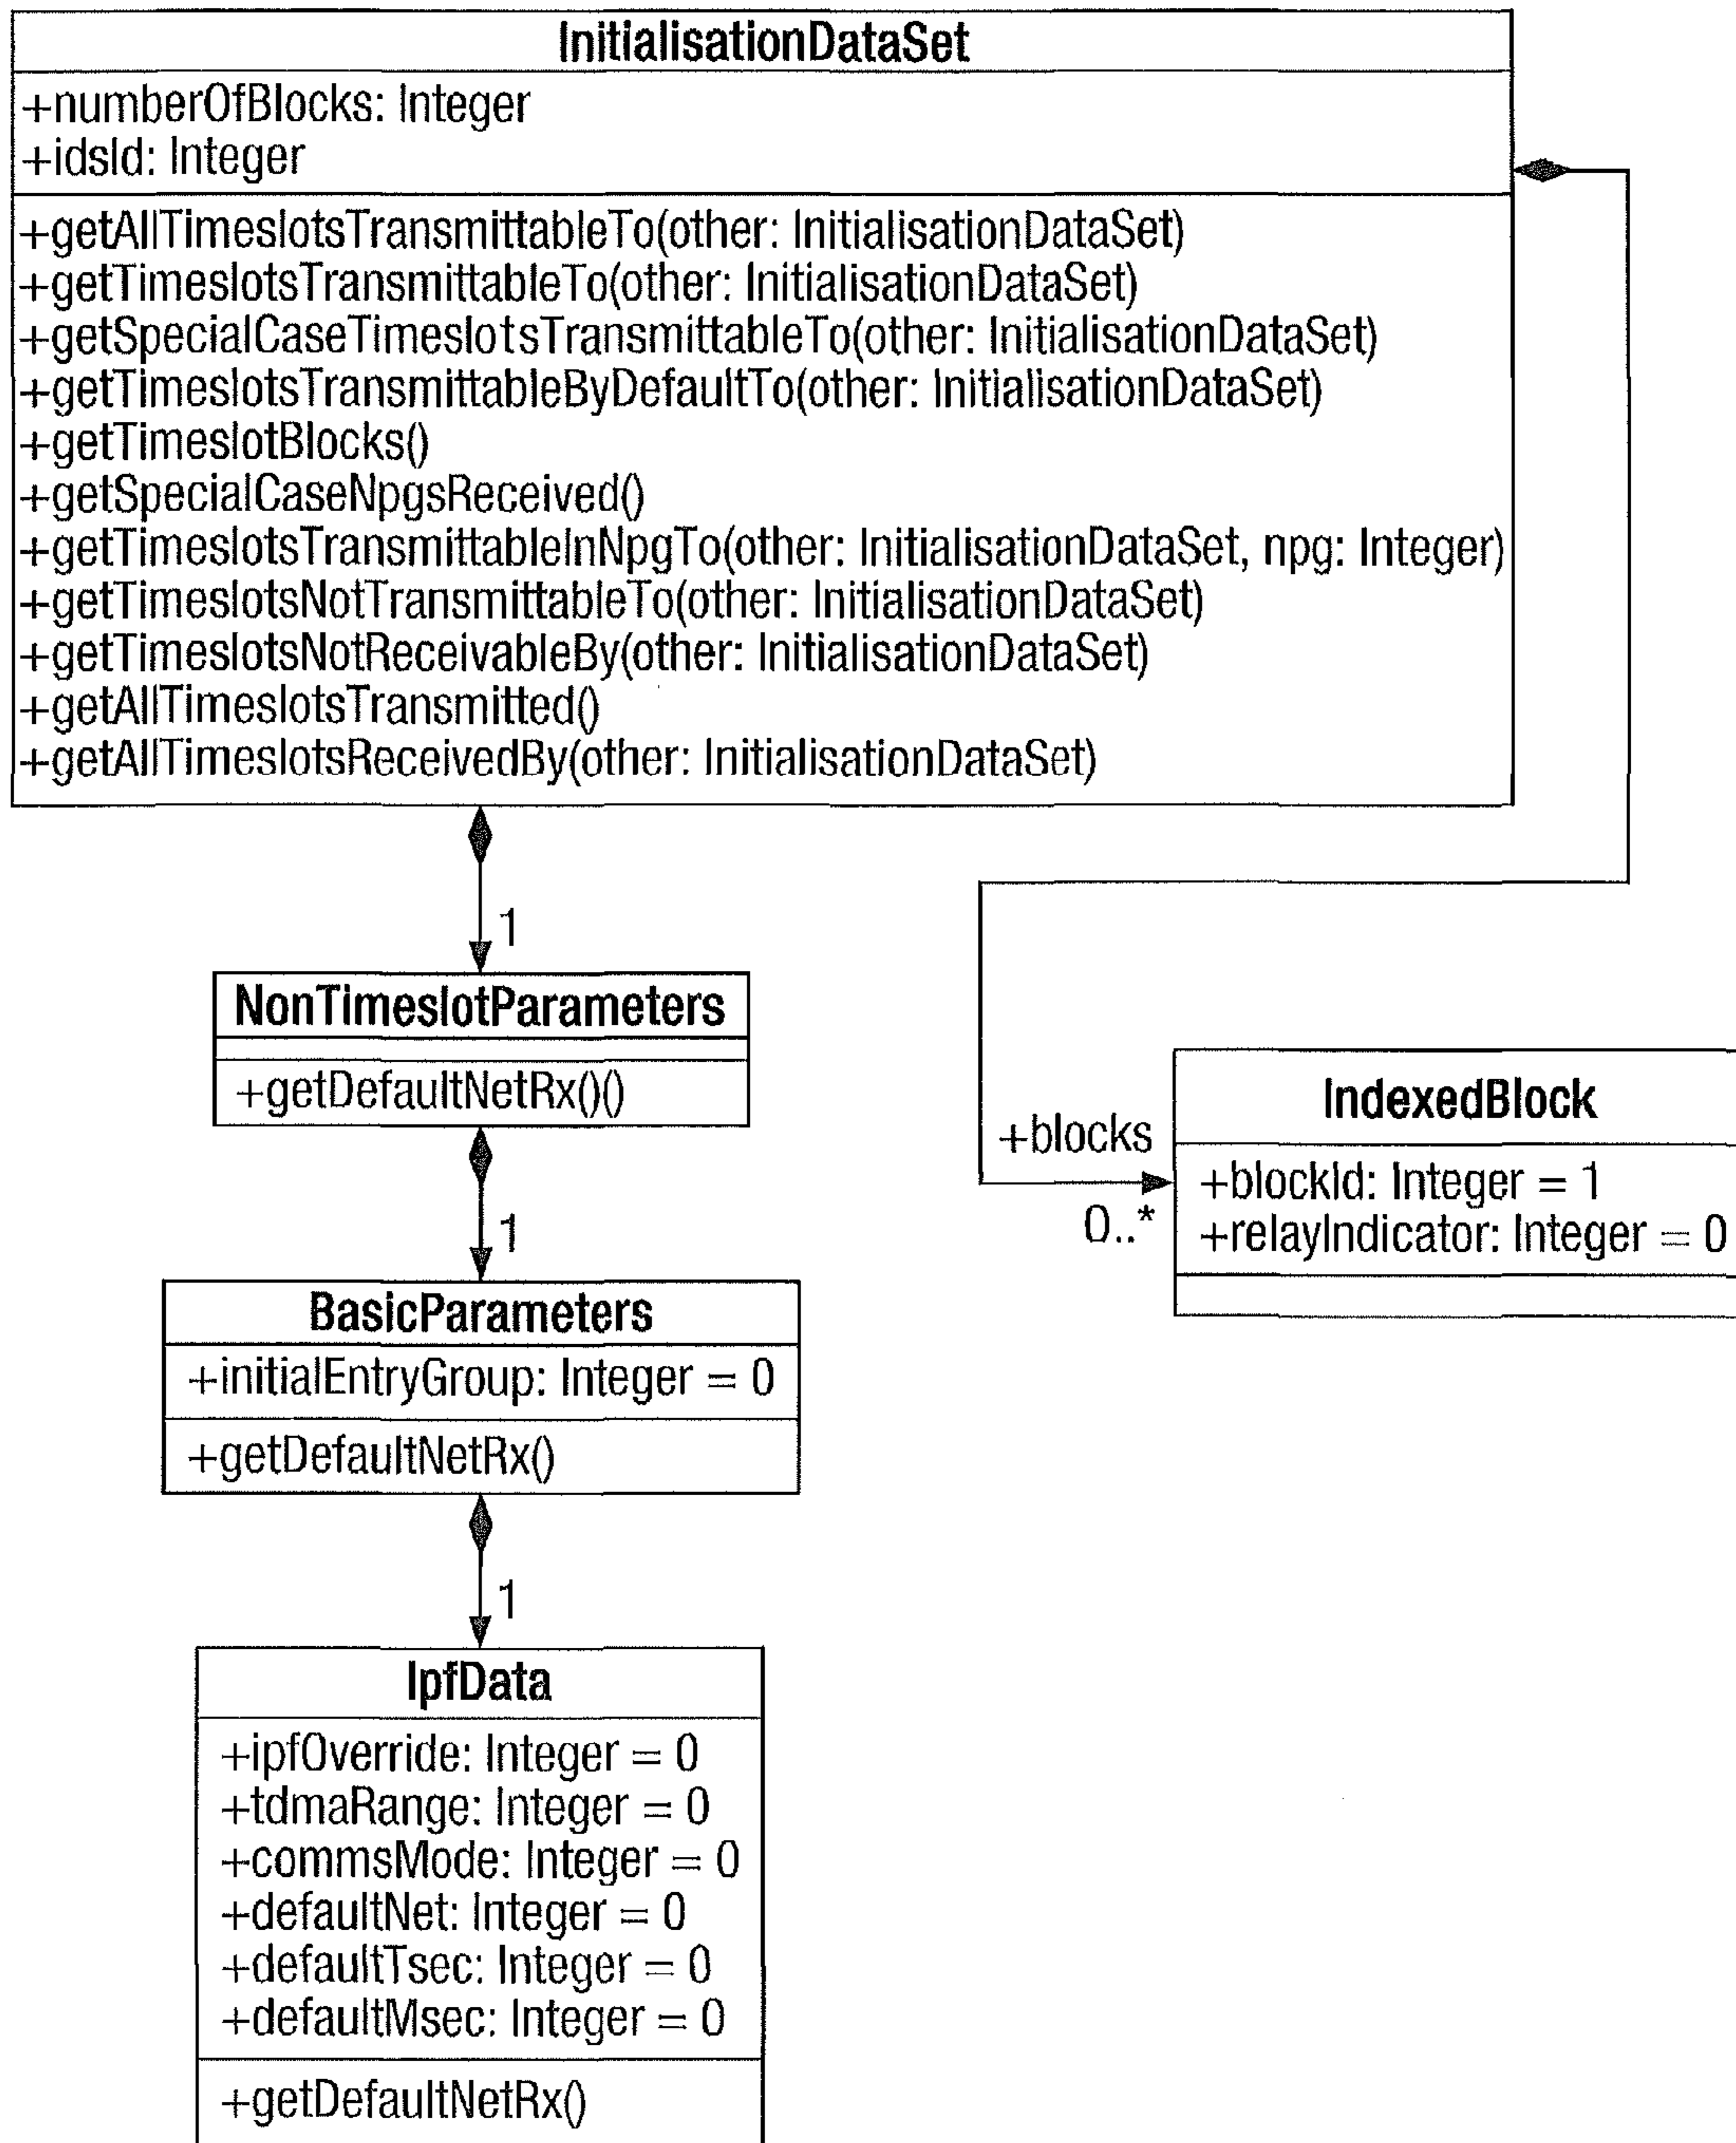 InitialisationDataSet
+numberOfBlocks: Integer
+idsId: Integer
+getAllTimeslotsTransmittableTo(other: InitialisationDataSet)
+getTimeslotsTransmittableTo(other: InitialisationDataSet)
+getSpecialCaseTimeslotsTransmittableTo(other: InitialisationDataSet)
+getTimeslotsTransmittableByDefaultTo(other: InitialisationDataSet)
+getTimeslotBlocks()
+getSpecialCaseNpgsReceived()
+getTimeslotsTransmittableInNpgTo(other: InitialisationDataSet, npg: Integer)
+getTimeslotsNotTransmittableTo(other: InitialisationDataSet)
+getTimeslotsNotReceivableBy(other: InitialisationDataSet)
+getAllTimeslotsTransmitted()
+getAllTimeslotsReceivedBy(other: InitialisationDataSet)
1
NonTimeslotParameters
+getDefaultNetRx()()
+blocks
0..*
IndexedBlock
+blockId: Integer = 1
+relayIndicator: Integer = 0
1
BasicParameters
+initialEntryGroup: Integer = 0
+getDefaultNetRx()
1
IpfData
+ipfOverride: Integer = 0
+tdmaRange: Integer = 0
+commsMode: Integer = 0
+defaultNet: Integer = 0
+defaultTsec: Integer = 0
+defaultMsec: Integer = 0
+getDefaultNetRx()